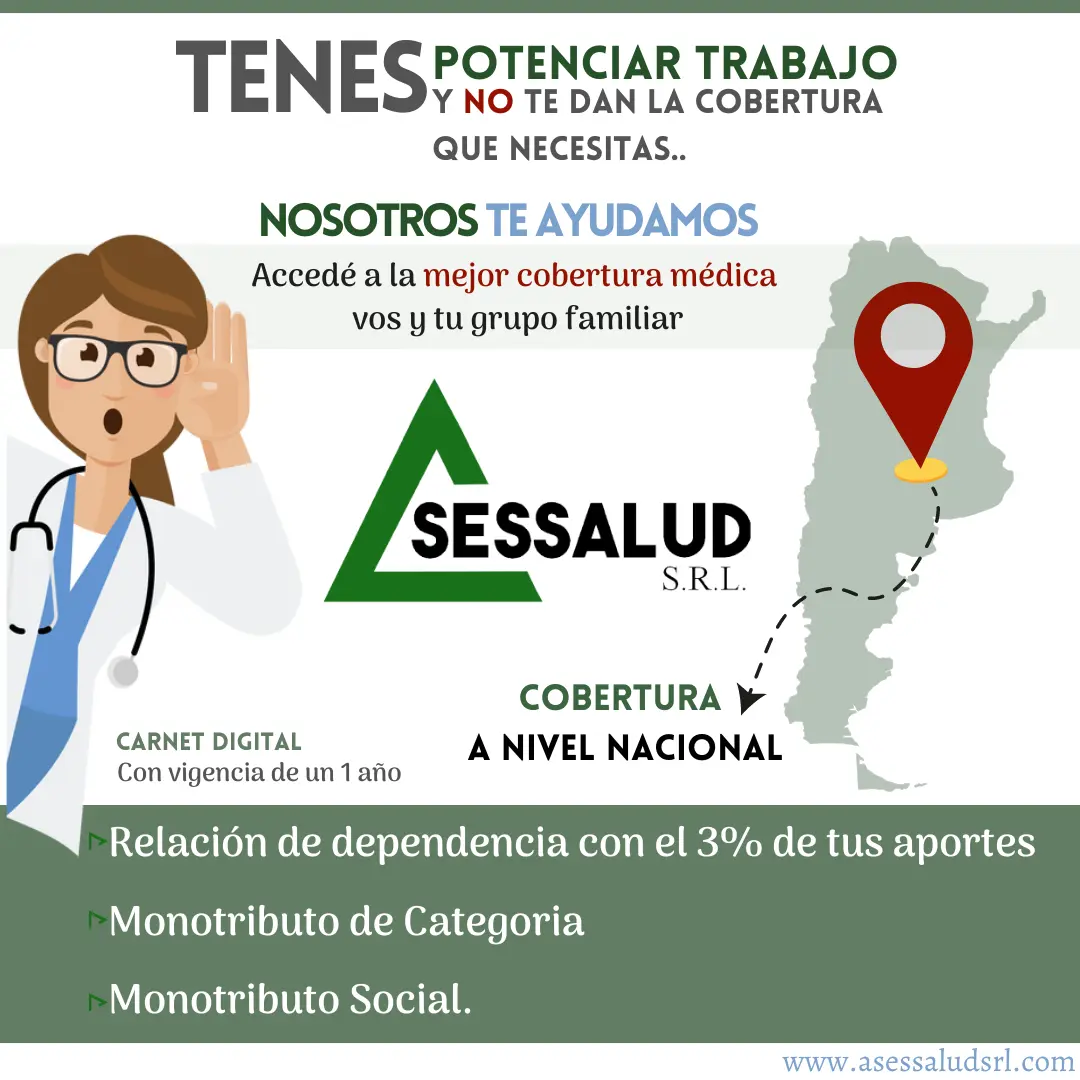 TENES POTENCIAR TRABAJO
Y NO TE DAN LA COBERTURA
QUE NECESITAS..
NOSOTROS TE AYUDAMOS
Accedé a la mejor cobertura médica
vos y tu grupo familiar
SESSALUD
S.R.L.
COBERTURA
A NIVEL NACIONAL
CARNET DIGITAL
Con vigencia de un 1 año
Relación de dependencia con el 3% de tus aportes
Monotributo de Categoria
Monotributo Social.
www.asessaludsrl.com